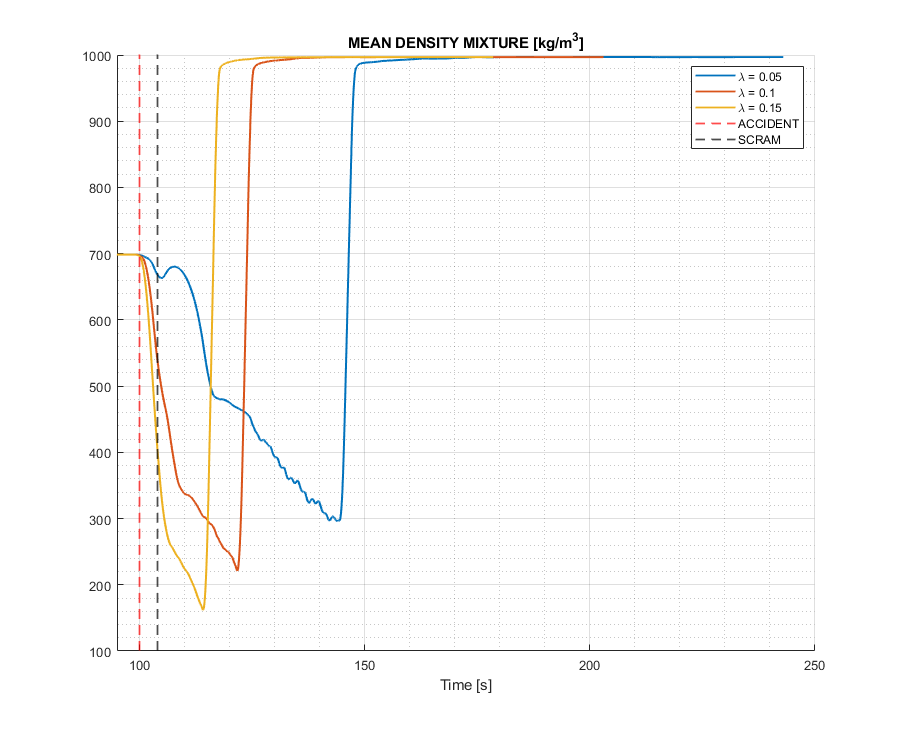 MEAN DENSITY MIXTURE [kg/m³]
1000
900
800
700
600
500
400
300
200
100
λ = 0.05
λ = 0.1
λ = 0.15
ACCIDENT
SCRAM
100
150
200
250
Time [s]